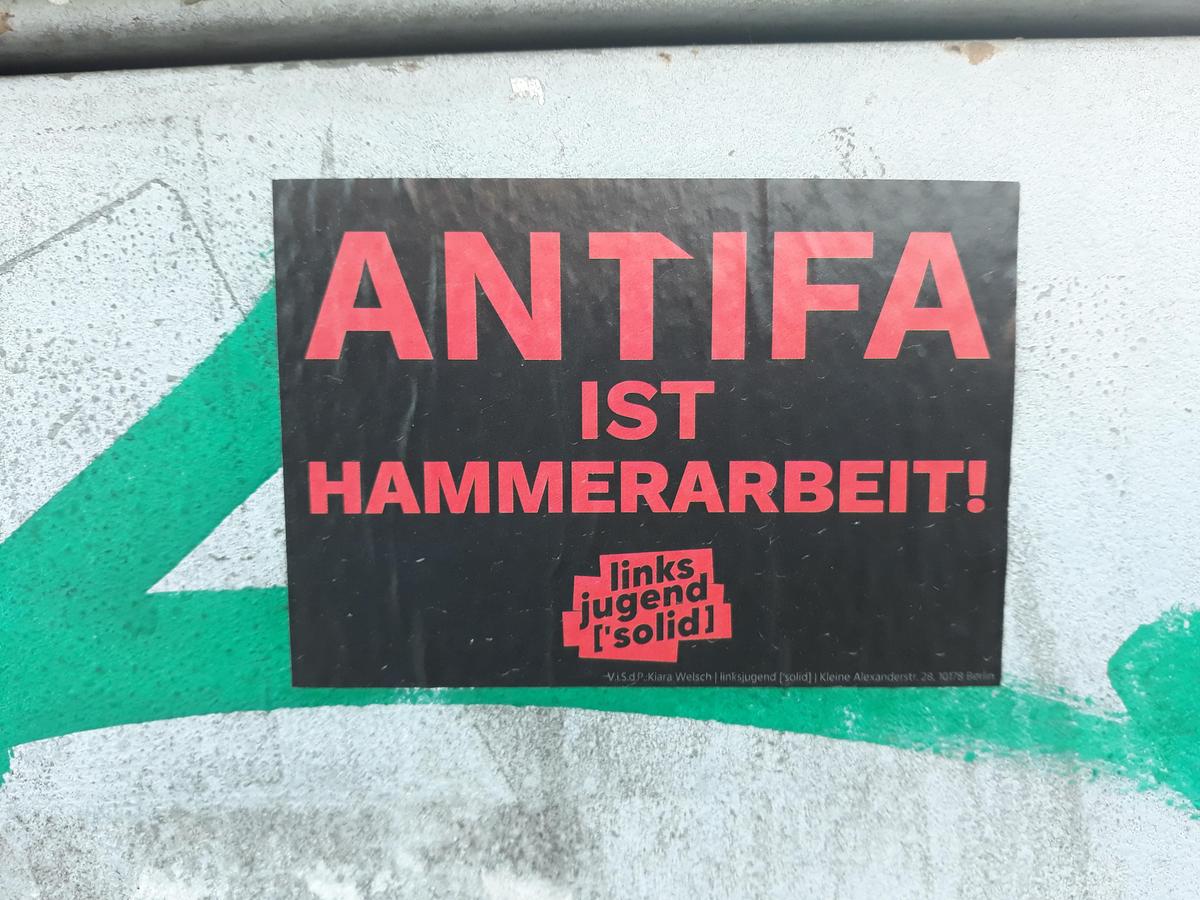 ANTIFA
IST
HAMMERARBEIT!
links
jugend
['solid]
V.i.S.d.P. Kiara Welsch | linksjugend ['solid] | Kleine Alexanderstr. 28, 10178 Berlin